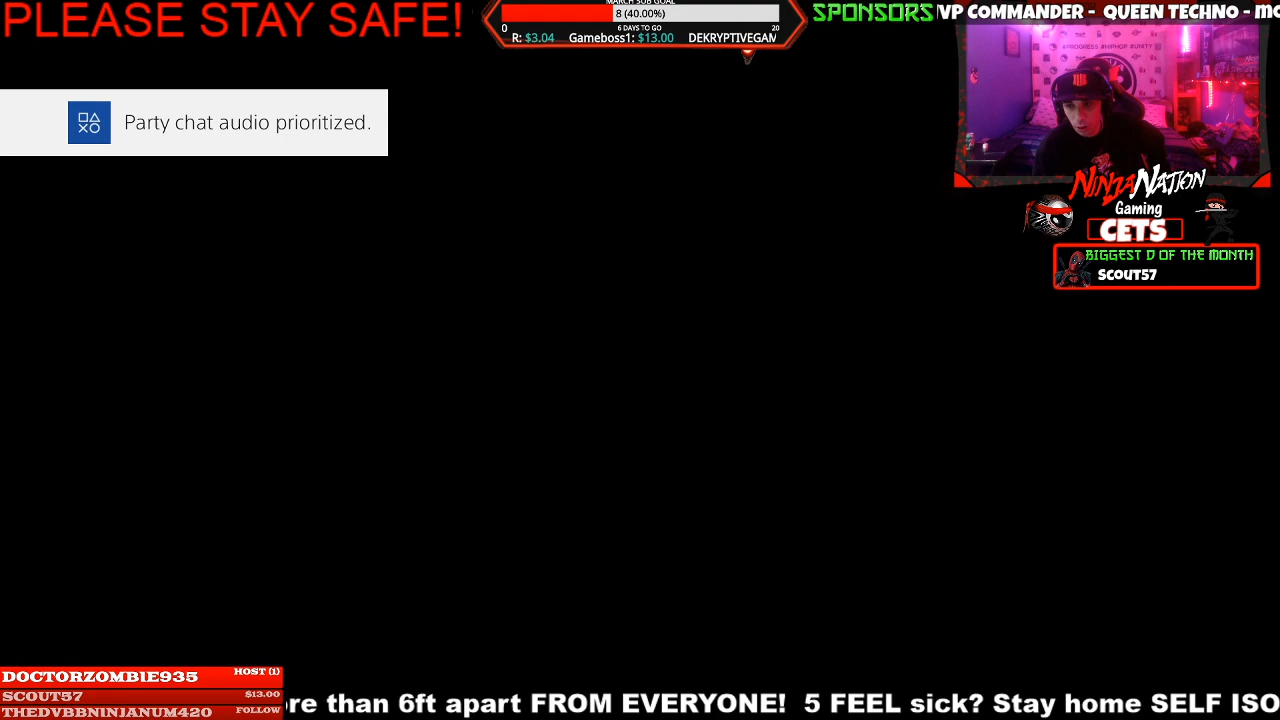 PLEASE STAY SAFE!
MARCH SUB GOAL
8 (40.00%)
0
6 DAYS TO GO
20
R: $3.04 Gameboss1: $13.00 DEKRYPTIVEGAM
SPONSORS
VP COMMANDER - QUEEN TECHNO - MO
#PROGRESS #HIPHOP #UNITY
Party chat audio prioritized.
NINJANATION
Gaming
CETS
BIGGEST D OF THE MONTH
SCOUT57
DOCTORZOMBIE935 HOST (1)
SCOUT57 $13.00
THEDVBBNINJANUM420 FOLLOW
re than 6ft apart FROM EVERYONE! 5 FEEL sick? Stay home SELF ISO